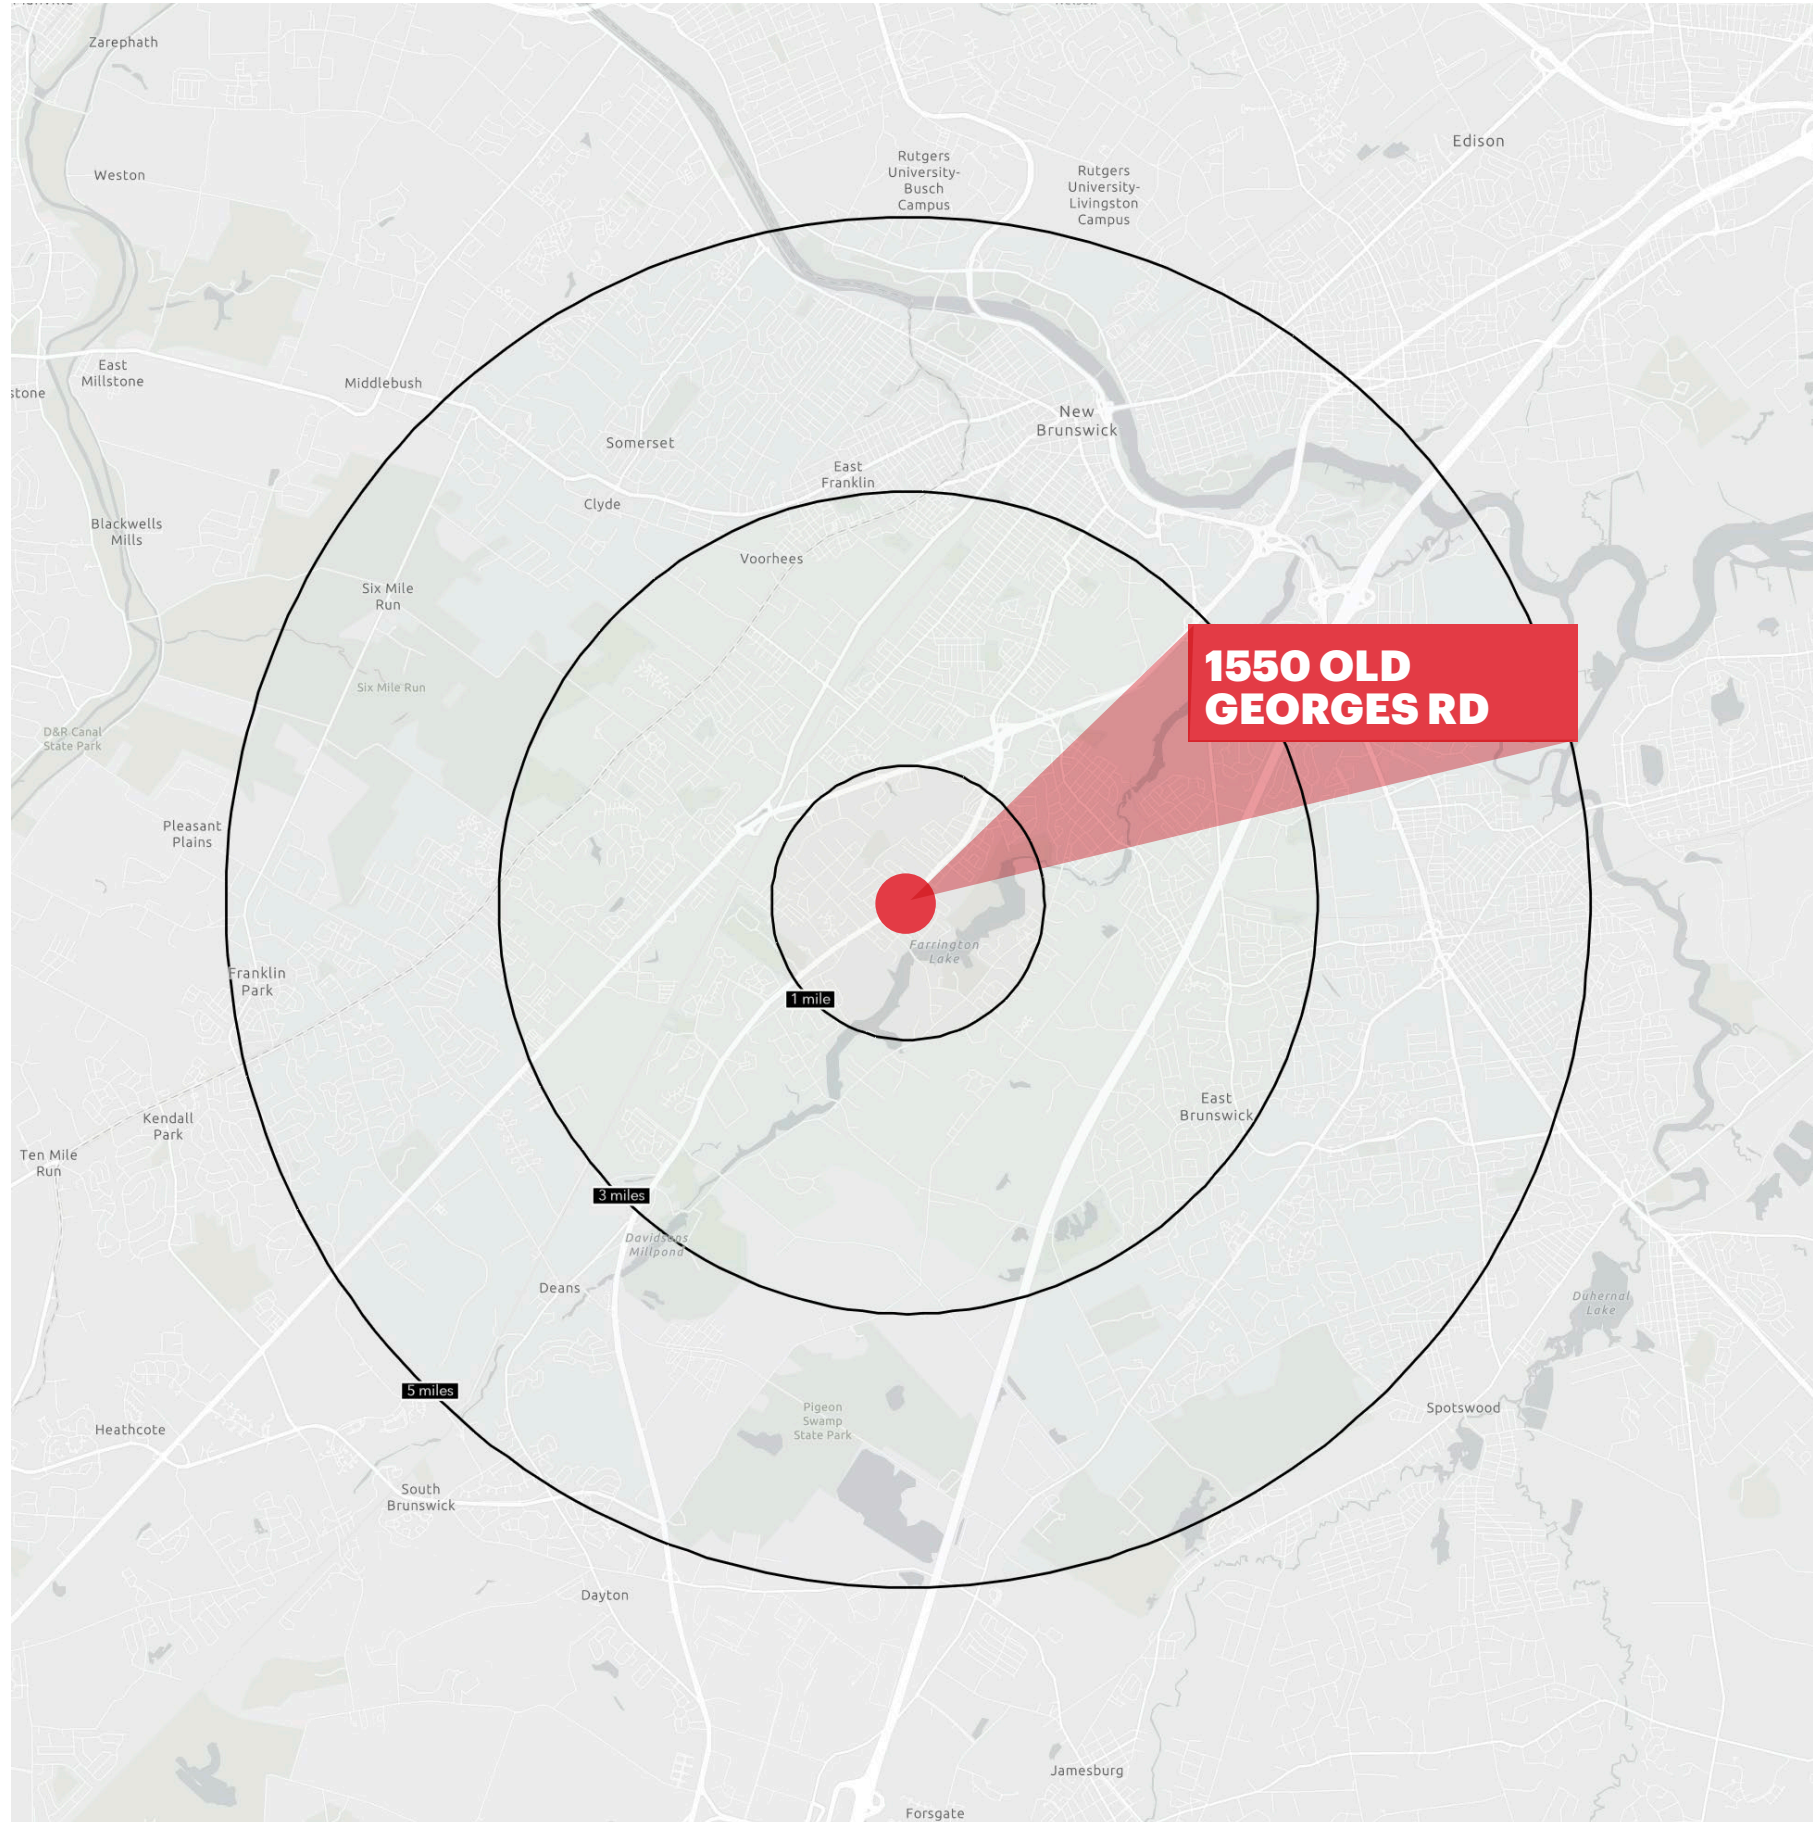 Zarephath
Edison
Rutgers
University-
Busch
Campus
Rutgers
University-
Livingston
Campus
Weston
East
Millstone
Middlebush
stone
New
Brunswick
Somerset
East
Franklin
Clyde
Blackwells
Mills
Voorhees
Six Mile
Run
1550 OLD
GEORGES RD
Six Mile Run
D&R Canal
State Park
Pleasant
Plains
Farrington
Lake
Franklin
Park
1 mile
East
Brunswick
Kendall
Park
Ten Mile
Run
3 miles
Davidsons
Millpond
Deans
Duhernal
Lake
5 miles
Pigeon
Swamp
State Park
Spotswood
Heathcote
South
Brunswick
Dayton
Jamesburg
Forsgate